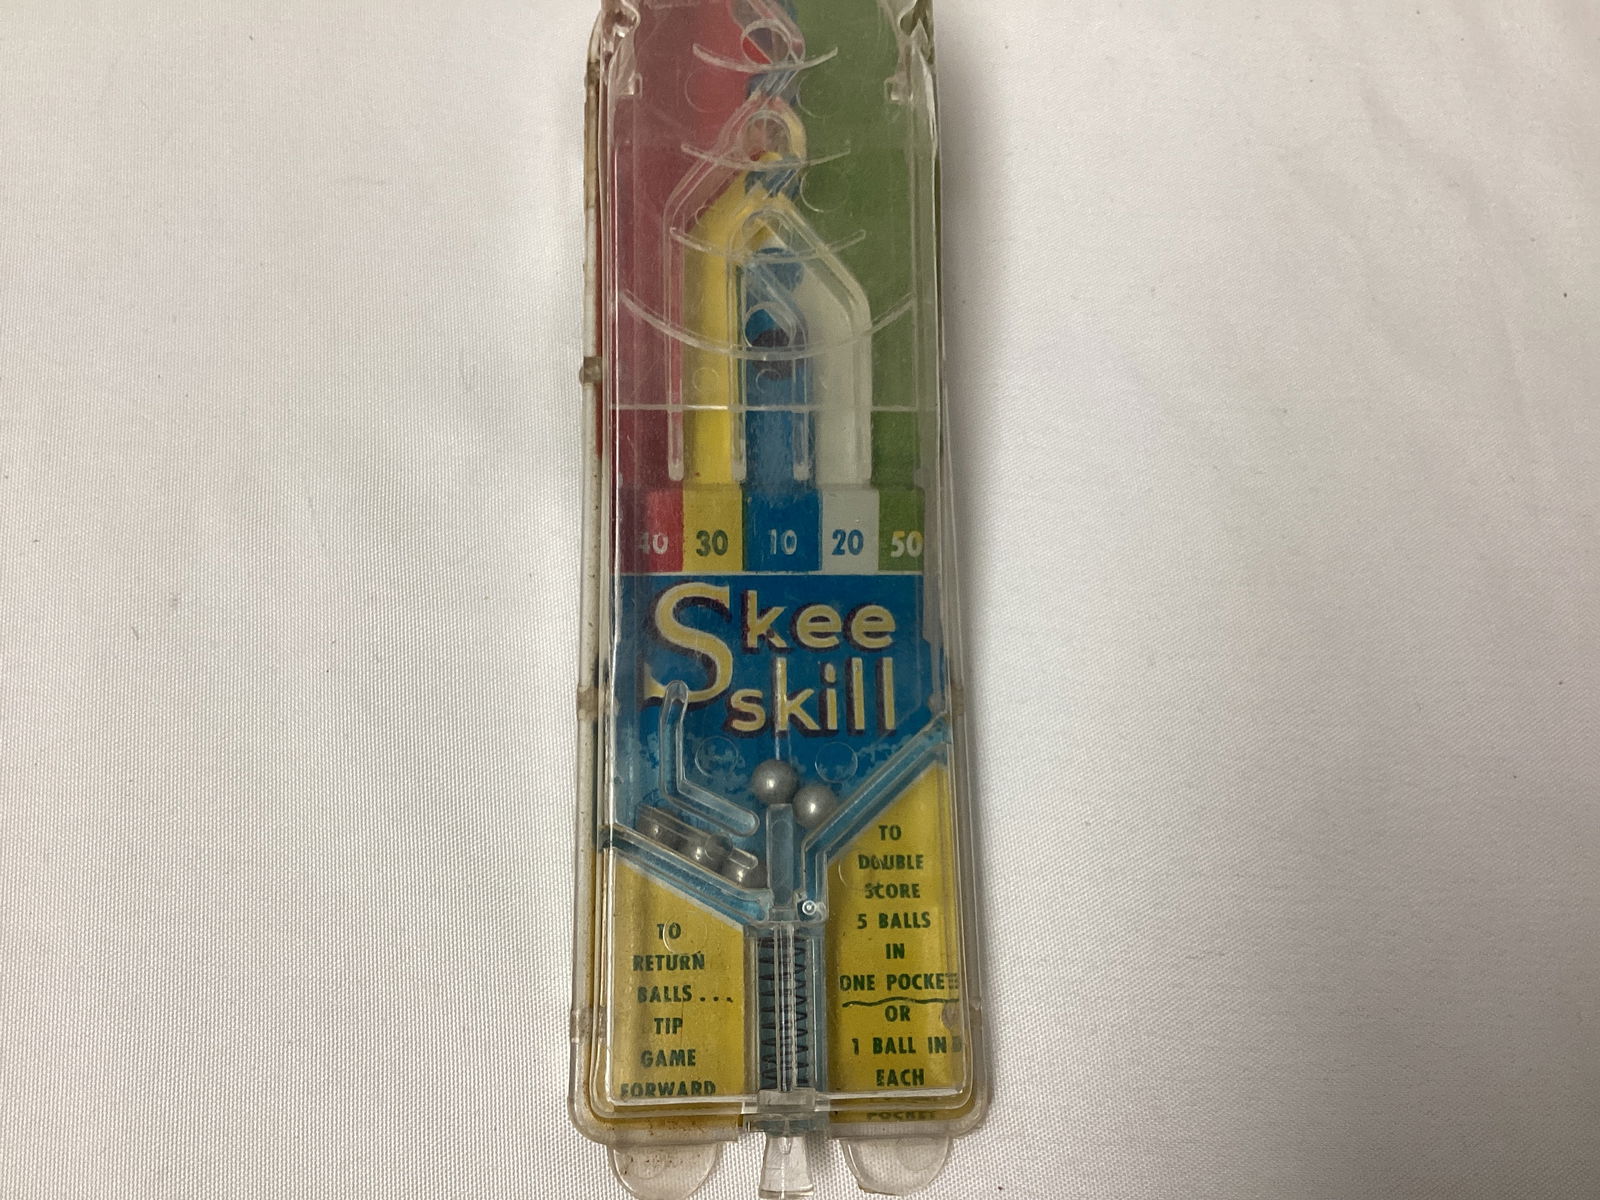 40 30 10 20 50
Skee
skill
TO
RETURN
BALLS...
TIP
GAME
FORWARD
TO
DOUBLE
SCORE
5 BALLS
IN
ONE POCKET
OR
1 BALL IN
EACH
POCKET